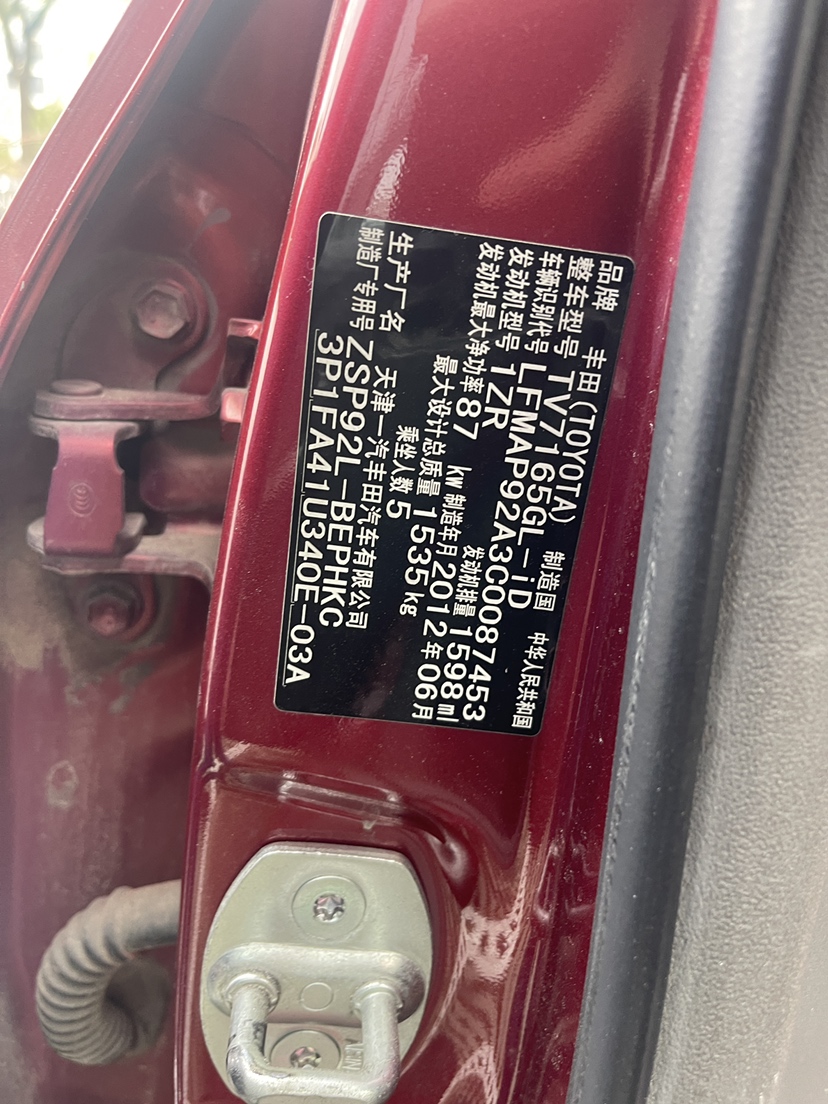 品牌 丰田(TOYOTA) 制造国 中华人民共和国
整车型号 TV7165GL-iD
车辆识别代号 LFMAP92A3C0087453
发动机型号 1ZR 发动机排量 1598ml
发动机最大净功率 87 kW 制造年月 2012年06月
最大设计总质量 1535kg
乘坐人数 5
生产厂名 天津一汽丰田汽车有限公司
制造厂专用号 ZSP92L-BEPHKC
3P1FA41U340E-03A